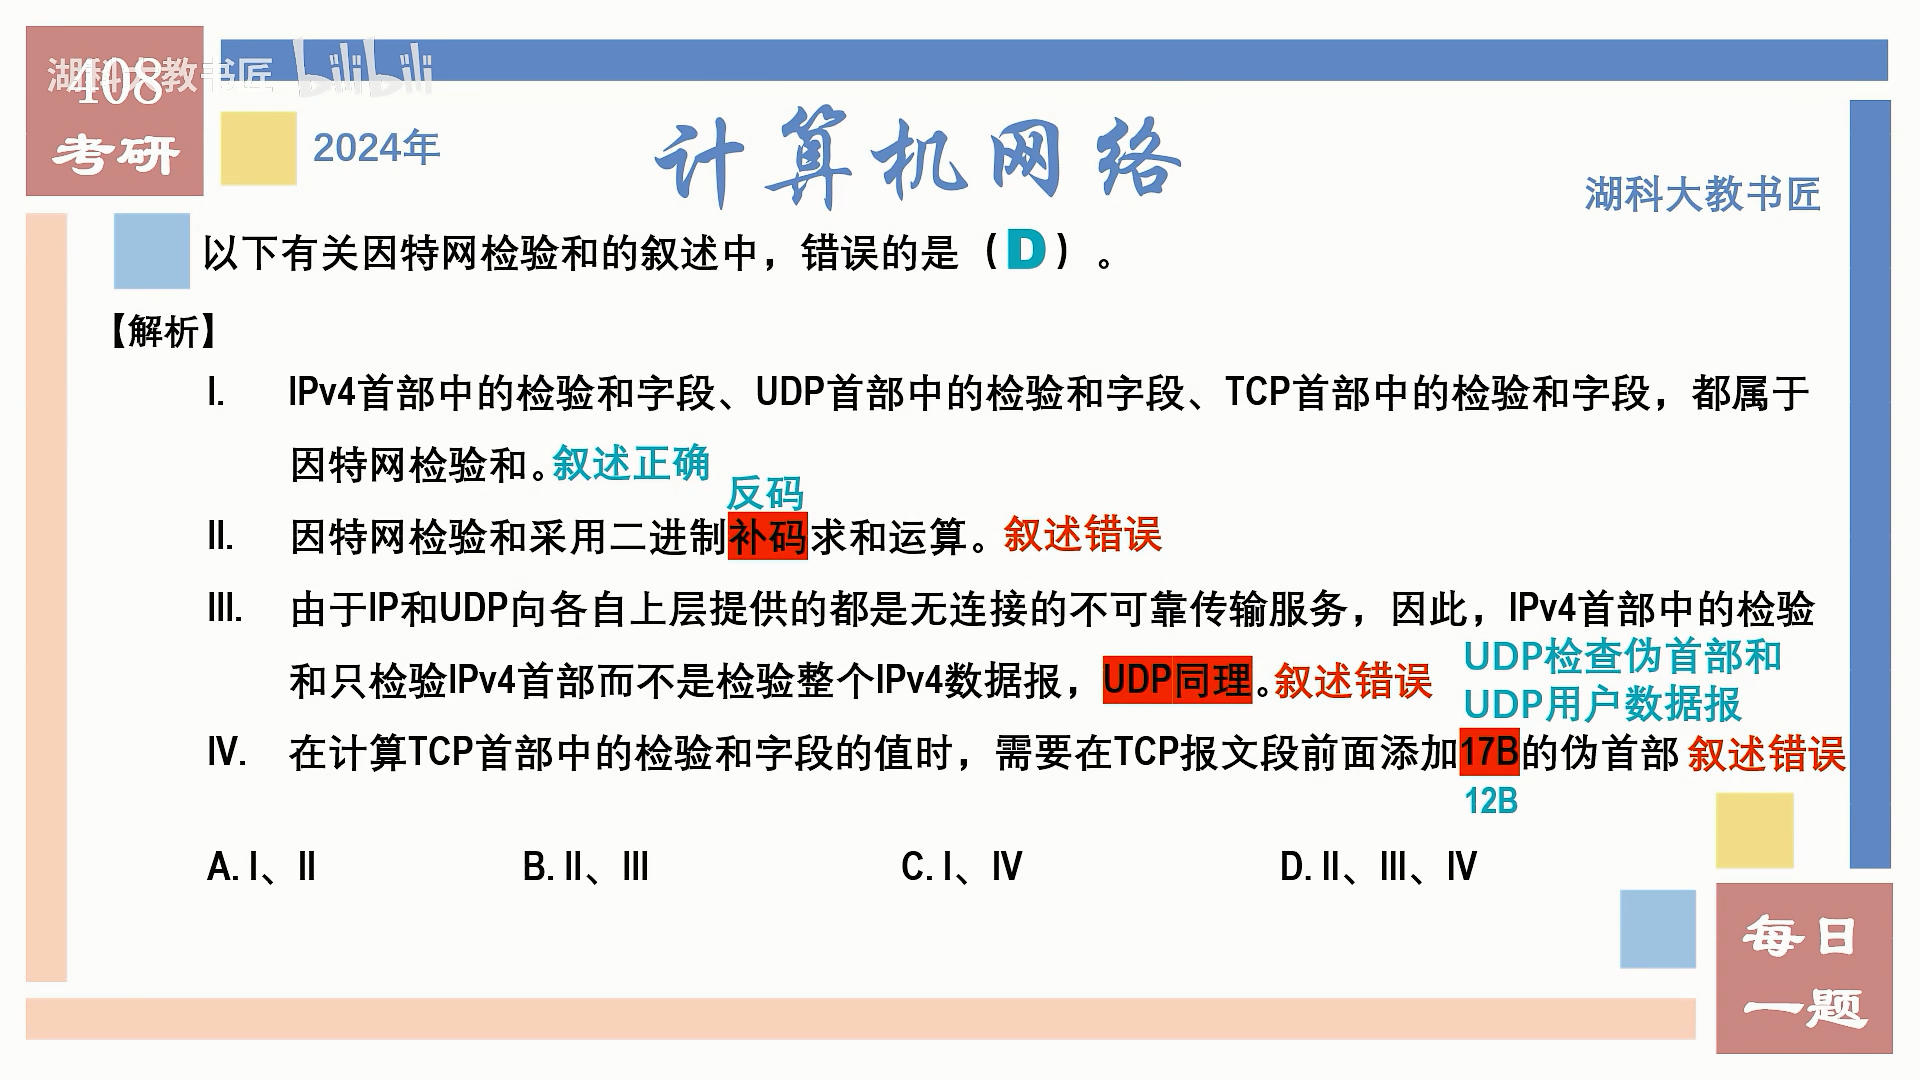 湖科大教书匠 bilibili
408
考研
2024年
计算机网络
湖科大教书匠
以下有关因特网检验和的叙述中，错误的是（D）。
【解析】
I. IPv4首部中的检验和字段、UDP首部中的检验和字段、TCP首部中的检验和字段，都属于
因特网检验和。叙述正确
反码
II. 因特网检验和采用二进制补码求和运算。叙述错误
III. 由于IP和UDP向各自上层提供的都是无连接的不可靠传输服务，因此，IPv4首部中的检验
和只检验IPv4首部而不是检验整个IPv4数据报，UDP同理。叙述错误
UDP检查伪首部和
UDP用户数据报
IV. 在计算TCP首部中的检验和字段的值时，需要在TCP报文段前面添加17B的伪首部 叙述错误
12B
A. I、II B. II、III C. I、IV D. II、III、IV
每日
一题